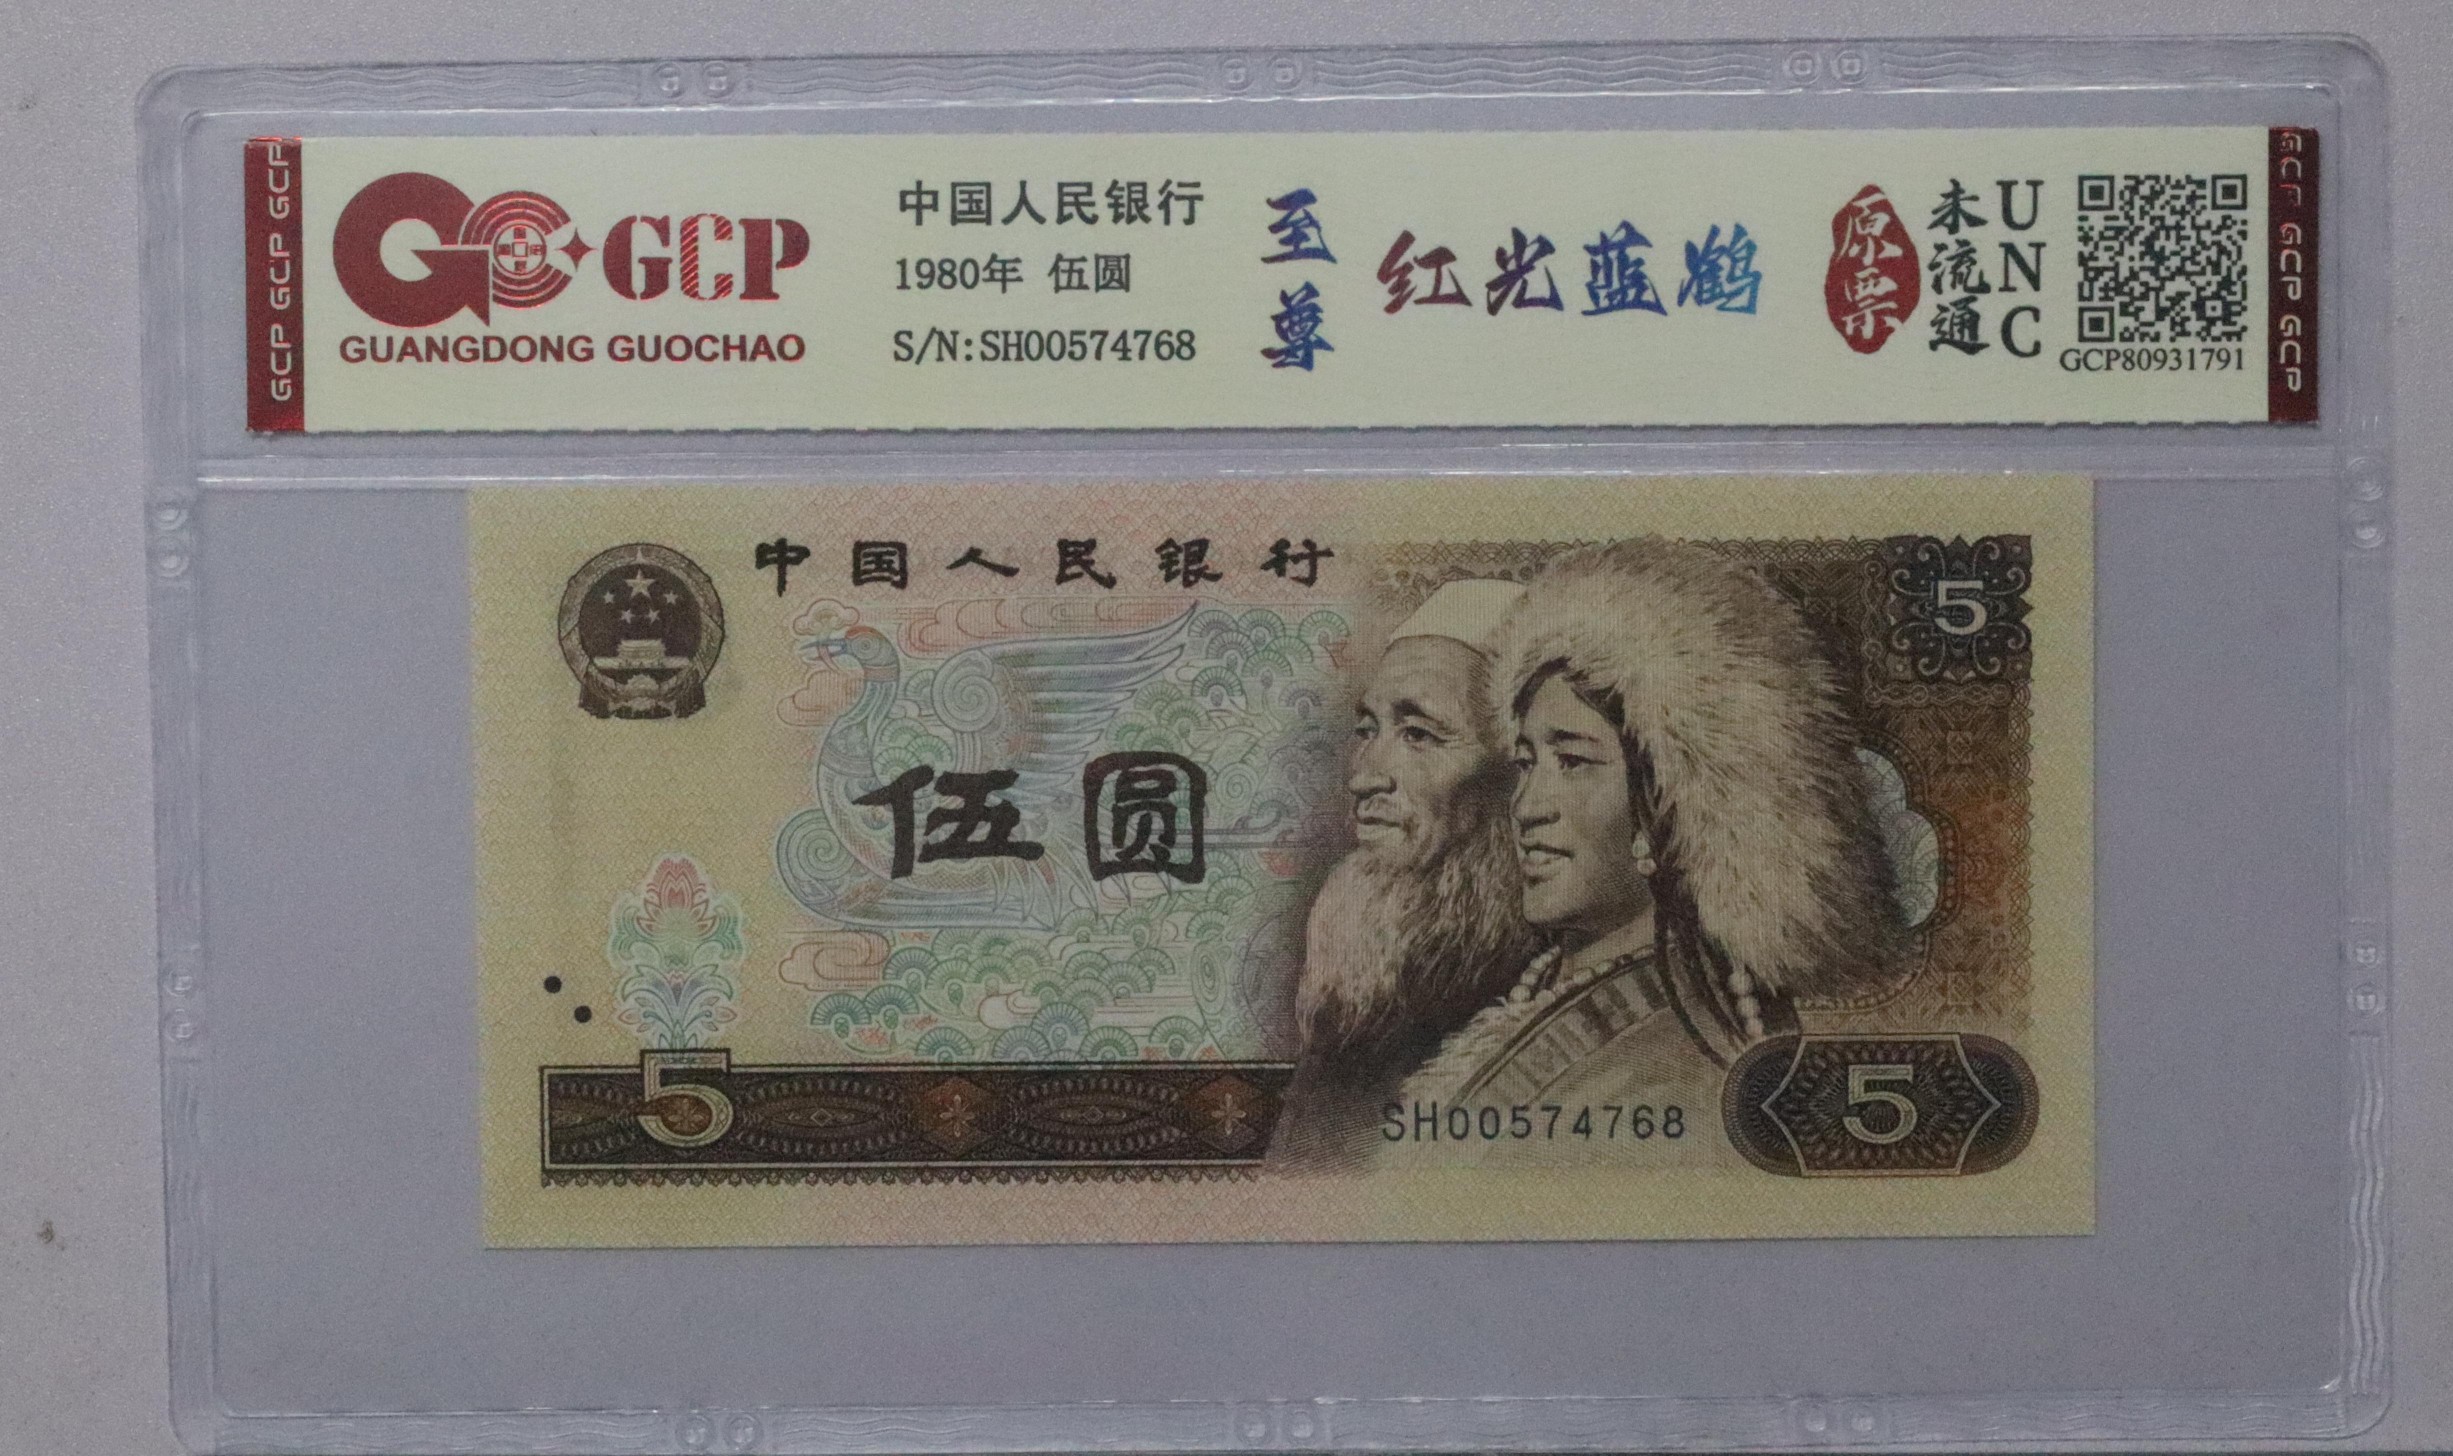 GCP GCP GCP
GCP
GUANGDONG GUOCHAO
中国人民银行
1980年 伍圆
S/N:SH00574768
至尊
红光蓝鹤
原票
未流通
UNC
GCP80931791
GCP GCP GCP
中国人民银行
5
伍圆
5
SH00574768
5